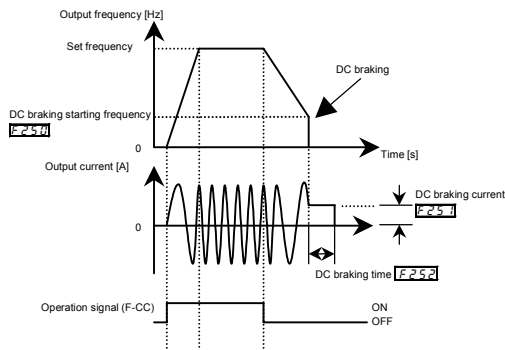 Output frequency [Hz]
Set frequency
DC braking
DC braking starting frequency
F250
0
Time [s]
Output current [A]
DC braking current
F251
0
DC braking time F252
Operation signal (F-CC)
ON
OFF